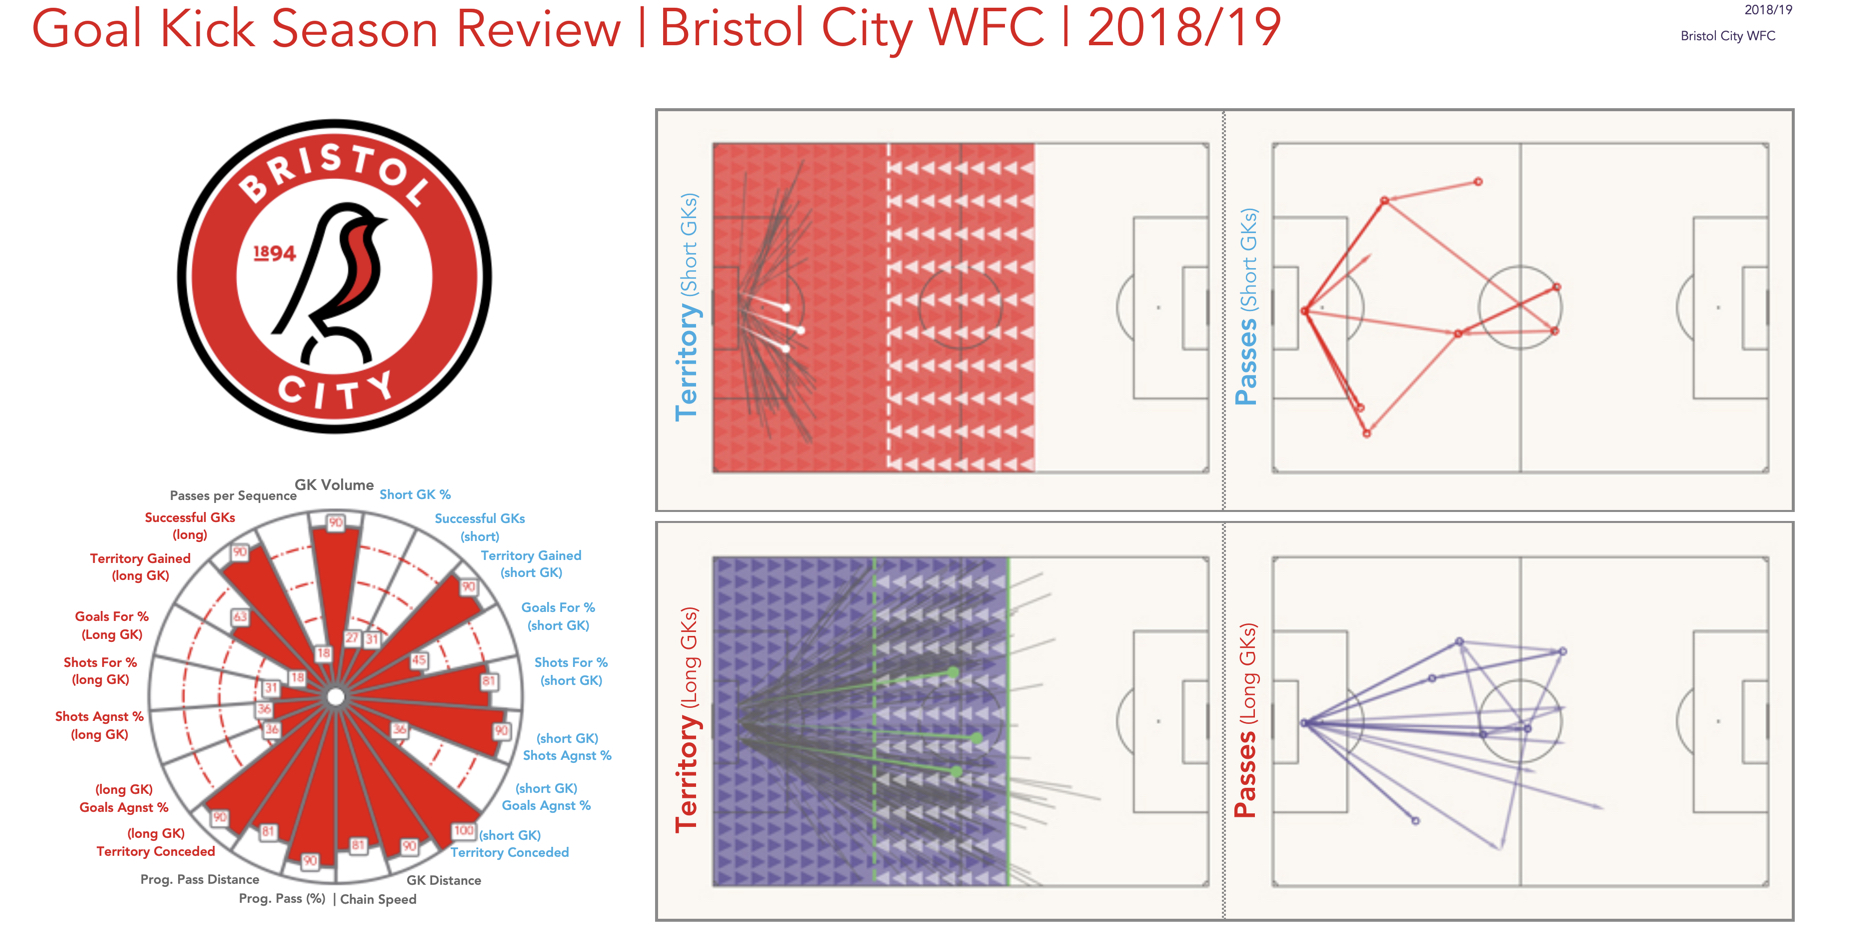 Goal Kick Season Review | Bristol City WFC | 2018/19
2018/19
Bristol City WFC
BRISTOL
1894
CITY
GK Volume
Passes per Sequence
Short GK %
Successful GKs
(long)
Successful GKs
(short)
Territory Gained
(long GK)
Territory Gained
(short GK)
Goals For %
(Long GK)
Goals For %
(short GK)
Shots For %
(long GK)
Shots For %
(short GK)
Shots Agnst %
(long GK)
(short GK)
Shots Agnst %
(long GK)
Goals Agnst %
(short GK)
Goals Agnst %
(long GK)
Territory Conceded
(short GK)
Territory Conceded
Prog. Pass Distance
GK Distance
Prog. Pass (%) | Chain Speed
90
27
31
90
45
81
90
36
100
90
81
90
81
90
36
36
31
18
63
90
18
Territory (Short GKs)
Passes (Short GKs)
Territory (Long GKs)
Passes (Long GKs)